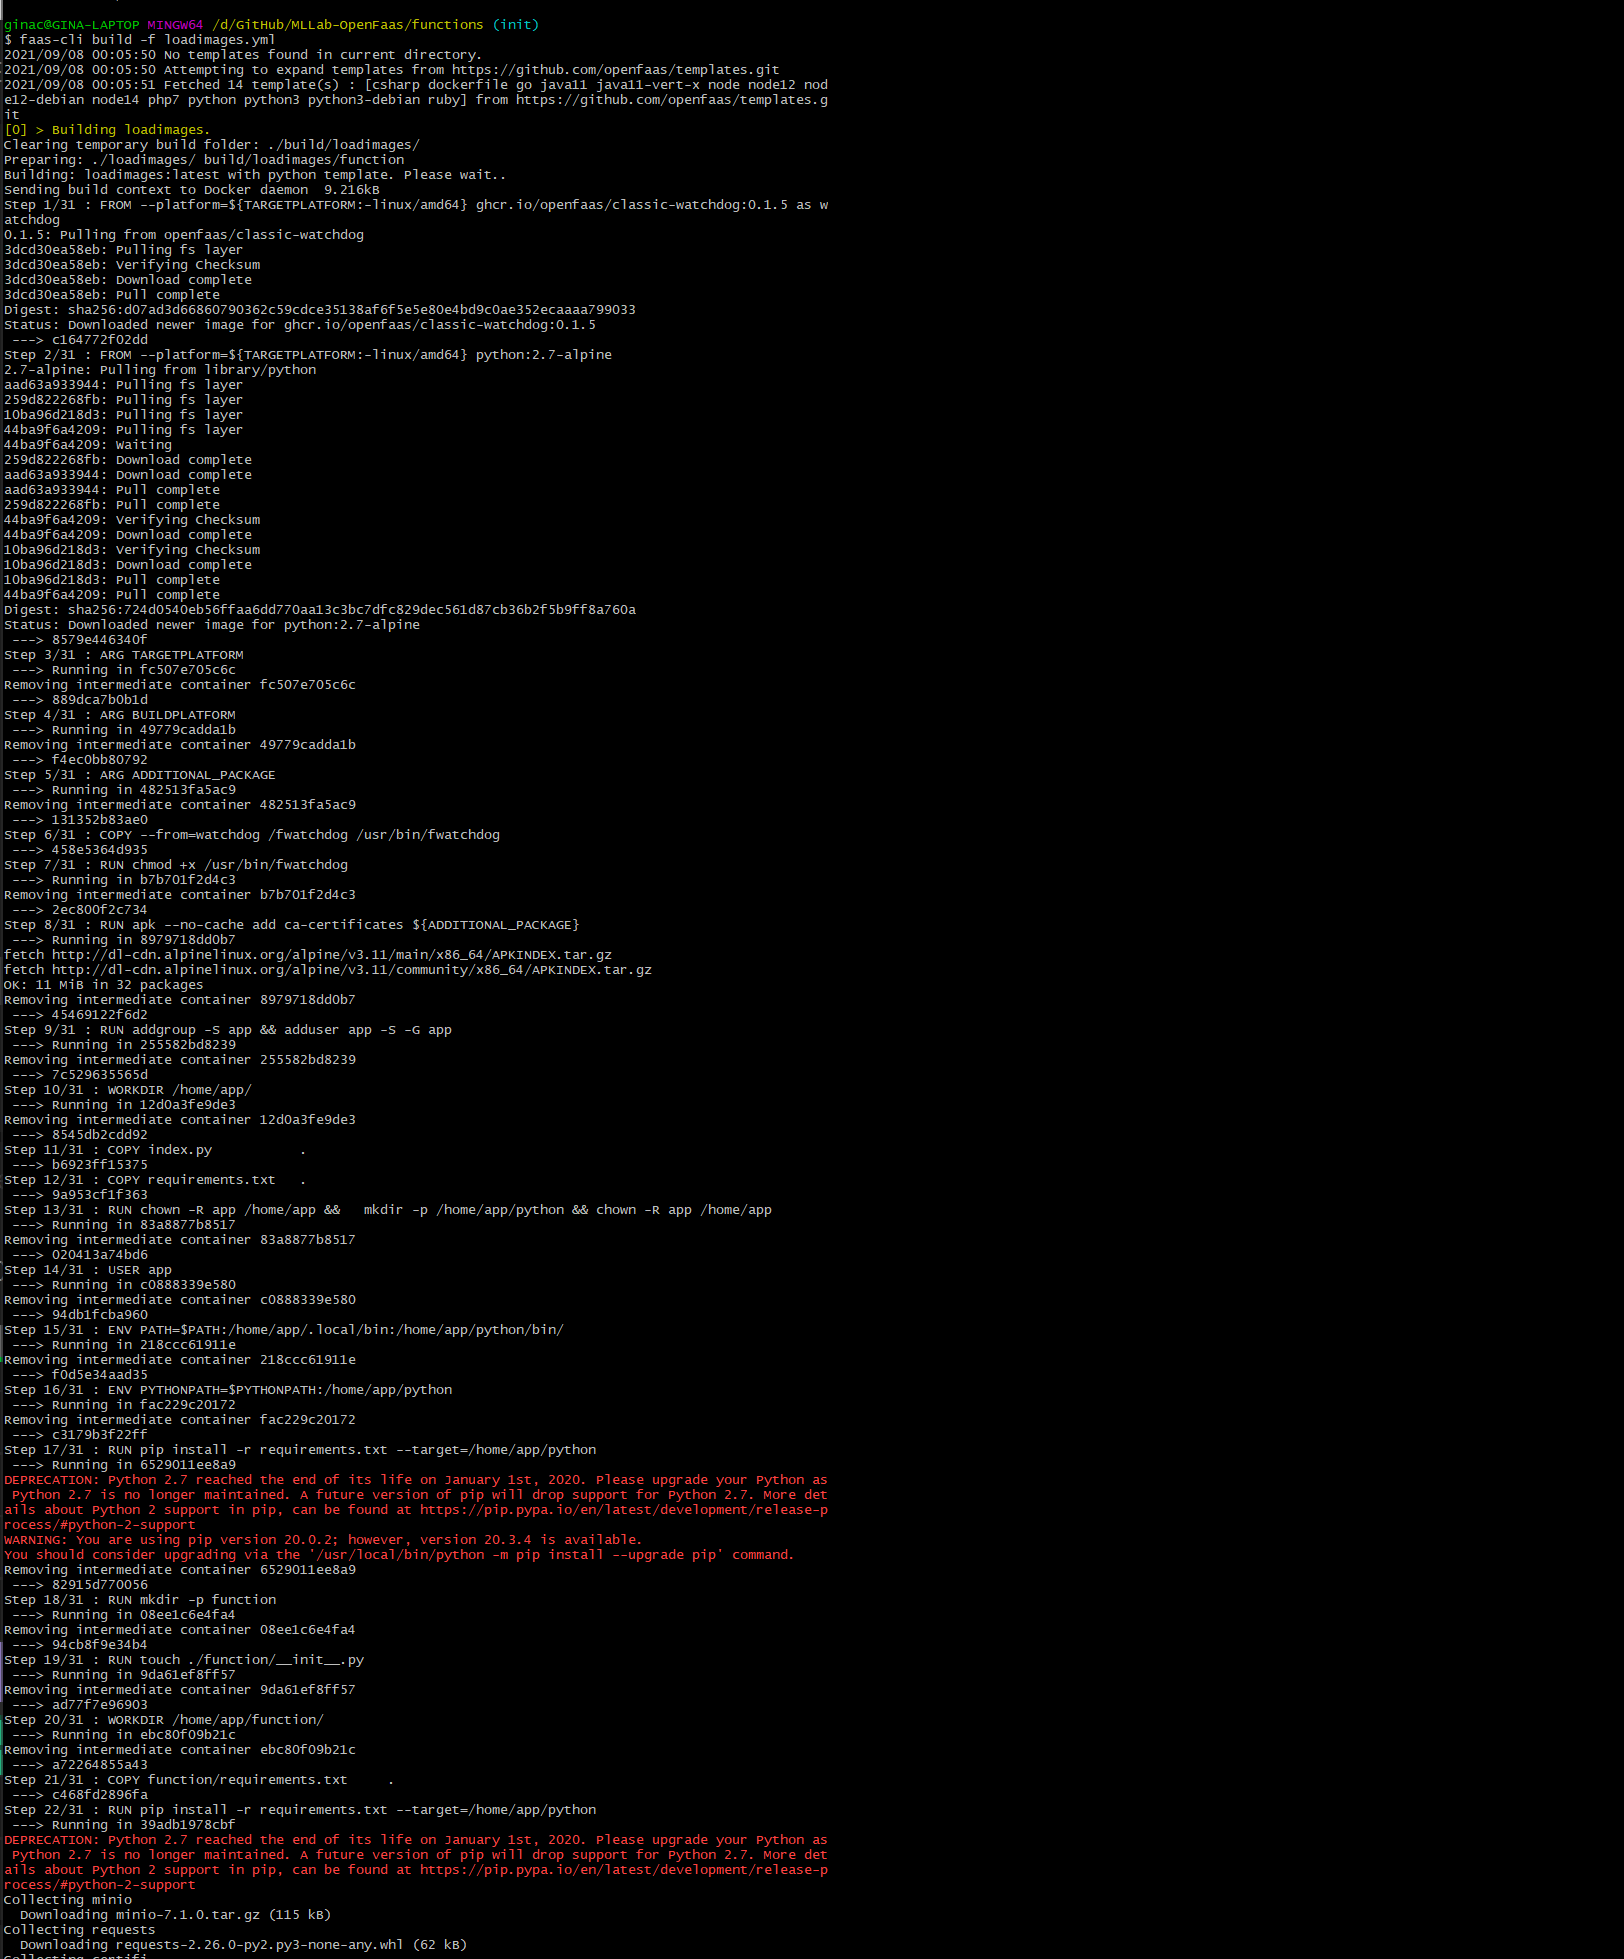 ginac@GINA-LAPTOP MINGW64 /d/GitHub/MLLab-OpenFaas/functions (init)
$ faas-cli build -f loadimages.yml
2021/09/08 00:05:50 No templates found in current directory.
2021/09/08 00:05:50 Attempting to expand templates from https://github.com/openfaas/templates.git
2021/09/08 00:05:51 Fetched 14 template(s) : [csharp dockerfile go java11 java11-vert-x node node12 nod
e12-debian node14 php7 python python3 python3-debian ruby] from https://github.com/openfaas/templates.g
it
[0] > Building loadimages.
Clearing temporary build folder: ./build/loadimages/
Preparing: ./loadimages/ build/loadimages/function
Building: loadimages:latest with python template. Please wait..
Sending build context to Docker daemon  9.216kB
Step 1/31 : FROM --platform=${TARGETPLATFORM:-linux/amd64} ghcr.io/openfaas/classic-watchdog:0.1.5 as w
atchdog
0.1.5: Pulling from openfaas/classic-watchdog
3dcd30ea58eb: Pulling fs layer
3dcd30ea58eb: Verifying Checksum
3dcd30ea58eb: Download complete
3dcd30ea58eb: Pull complete
Digest: sha256:d07ad3d66860790362c59cdce35138af6f5e5e80e4bd9c0ae352ecaaaa799033
Status: Downloaded newer image for ghcr.io/openfaas/classic-watchdog:0.1.5
 ---> c164772f02dd
Step 2/31 : FROM --platform=${TARGETPLATFORM:-linux/amd64} python:2.7-alpine
2.7-alpine: Pulling from library/python
aad63a933944: Pulling fs layer
259d822268fb: Pulling fs layer
10ba96d218d3: Pulling fs layer
44ba9f6a4209: Pulling fs layer
44ba9f6a4209: Waiting
259d822268fb: Download complete
aad63a933944: Download complete
aad63a933944: Pull complete
259d822268fb: Pull complete
44ba9f6a4209: Verifying Checksum
44ba9f6a4209: Download complete
10ba96d218d3: Verifying Checksum
10ba96d218d3: Download complete
10ba96d218d3: Pull complete
44ba9f6a4209: Pull complete
Digest: sha256:724d0540eb56ffaa6dd770aa13c3bc7dfc829dec561d87cb36b2f5b9ff8a760a
Status: Downloaded newer image for python:2.7-alpine
 ---> 8579e446340f
Step 3/31 : ARG TARGETPLATFORM
 ---> Running in fc507e705c6c
Removing intermediate container fc507e705c6c
 ---> 889dca7b0b1d
Step 4/31 : ARG BUILDPLATFORM
 ---> Running in 49779cadda1b
Removing intermediate container 49779cadda1b
 ---> f4ec0bb80792
Step 5/31 : ARG ADDITIONAL_PACKAGE
 ---> Running in 482513fa5ac9
Removing intermediate container 482513fa5ac9
 ---> 131352b83ae0
Step 6/31 : COPY --from=watchdog /fwatchdog /usr/bin/fwatchdog
 ---> 458e5364d935
Step 7/31 : RUN chmod +x /usr/bin/fwatchdog
 ---> Running in b7b701f2d4c3
Removing intermediate container b7b701f2d4c3
 ---> 2ec800f2c734
Step 8/31 : RUN apk --no-cache add ca-certificates ${ADDITIONAL_PACKAGE}
 ---> Running in 8979718dd0b7
fetch http://dl-cdn.alpinelinux.org/alpine/v3.11/main/x86_64/APKINDEX.tar.gz
fetch http://dl-cdn.alpinelinux.org/alpine/v3.11/community/x86_64/APKINDEX.tar.gz
OK: 11 MiB in 32 packages
Removing intermediate container 8979718dd0b7
 ---> 45469122f6d2
Step 9/31 : RUN addgroup -S app && adduser app -S -G app
 ---> Running in 255582bd8239
Removing intermediate container 255582bd8239
 ---> 7c529635565d
Step 10/31 : WORKDIR /home/app/
 ---> Running in 12d0a3fe9de3
Removing intermediate container 12d0a3fe9de3
 ---> 8545db2cdd92
Step 11/31 : COPY index.py           .
 ---> b6923ff15375
Step 12/31 : COPY requirements.txt   .
 ---> 9a953cf1f363
Step 13/31 : RUN chown -R app /home/app &&   mkdir -p /home/app/python && chown -R app /home/app
 ---> Running in 83a8877b8517
Removing intermediate container 83a8877b8517
 ---> 020413a74bd6
Step 14/31 : USER app
 ---> Running in c0888339e580
Removing intermediate container c0888339e580
 ---> 94db1fcba960
Step 15/31 : ENV PATH=$PATH:/home/app/.local/bin:/home/app/python/bin/
 ---> Running in 218ccc61911e
Removing intermediate container 218ccc61911e
 ---> f0d5e34aad35
Step 16/31 : ENV PYTHONPATH=$PYTHONPATH:/home/app/python
 ---> Running in fac229c20172
Removing intermediate container fac229c20172
 ---> c3179b3f22ff
Step 17/31 : RUN pip install -r requirements.txt --target=/home/app/python
 ---> Running in 6529011ee8a9
DEPRECATION: Python 2.7 reached the end of its life on January 1st, 2020. Please upgrade your Python as
 Python 2.7 is no longer maintained. A future version of pip will drop support for Python 2.7. More det
ails about Python 2 support in pip, can be found at https://pip.pypa.io/en/latest/development/release-p
rocess/#python-2-support
WARNING: You are using pip version 20.0.2; however, version 20.3.4 is available.
You should consider upgrading via the '/usr/local/bin/python -m pip install --upgrade pip' command.
Removing intermediate container 6529011ee8a9
 ---> 82915d770056
Step 18/31 : RUN mkdir -p function
 ---> Running in 08ee1c6e4fa4
Removing intermediate container 08ee1c6e4fa4
 ---> 94cb8f9e34b4
Step 19/31 : RUN touch ./function/__init__.py
 ---> Running in 9da61ef8ff57
Removing intermediate container 9da61ef8ff57
 ---> ad77f7e96903
Step 20/31 : WORKDIR /home/app/function/
 ---> Running in ebc80f09b21c
Removing intermediate container ebc80f09b21c
 ---> a72264855a43
Step 21/31 : COPY function/requirements.txt     .
 ---> c468fd2896fa
Step 22/31 : RUN pip install -r requirements.txt --target=/home/app/python
 ---> Running in 39adb1978cbf
DEPRECATION: Python 2.7 reached the end of its life on January 1st, 2020. Please upgrade your Python as
 Python 2.7 is no longer maintained. A future version of pip will drop support for Python 2.7. More det
ails about Python 2 support in pip, can be found at https://pip.pypa.io/en/latest/development/release-p
rocess/#python-2-support
Collecting minio
  Downloading minio-7.1.0.tar.gz (115 kB)
Collecting requests
  Downloading requests-2.26.0-py2.py3-none-any.whl (62 kB)
Collecting certifi